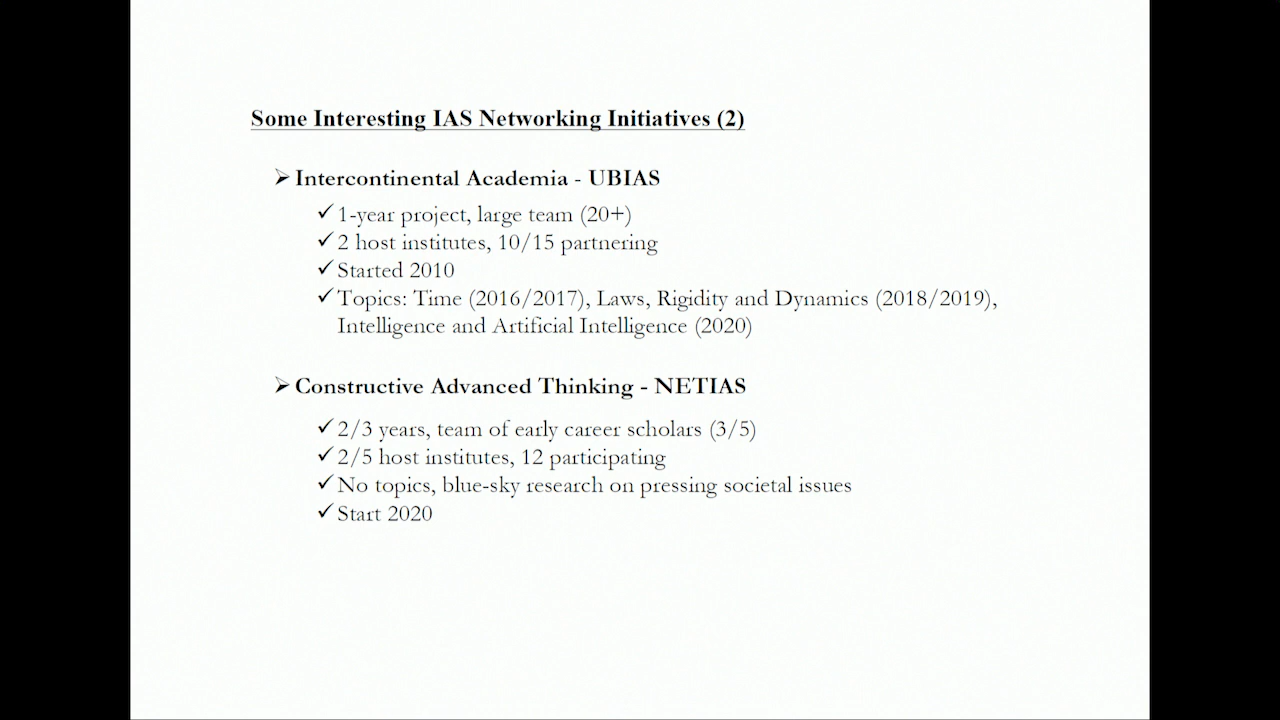 Some Interesting IAS Networking Initiatives (2)
➢ Intercontinental Academia - UBIAS
✓ 1-year project, large team (20+)
✓ 2 host institutes, 10/15 partnering
✓ Started 2010
✓ Topics: Time (2016/2017), Laws, Rigidity and Dynamics (2018/2019),
Intelligence and Artificial Intelligence (2020)
➢ Constructive Advanced Thinking - NETIAS
✓ 2/3 years, team of early career scholars (3/5)
✓ 2/5 host institutes, 12 participating
✓ No topics, blue-sky research on pressing societal issues
✓ Start 2020